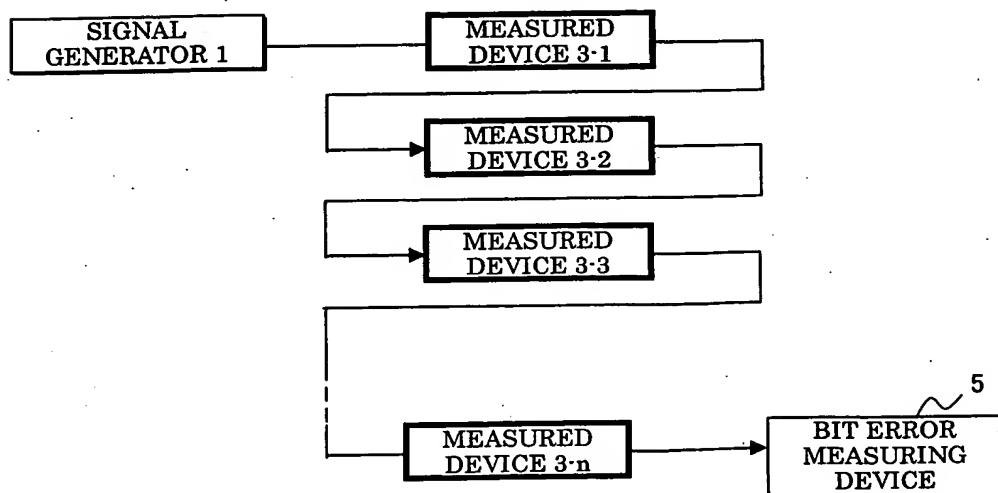 SIGNAL
GENERATOR 1
MEASURED
DEVICE 3-1
MEASURED
DEVICE 3-2
MEASURED
DEVICE 3-3
MEASURED
DEVICE 3-n
5
BIT ERROR
MEASURING
DEVICE